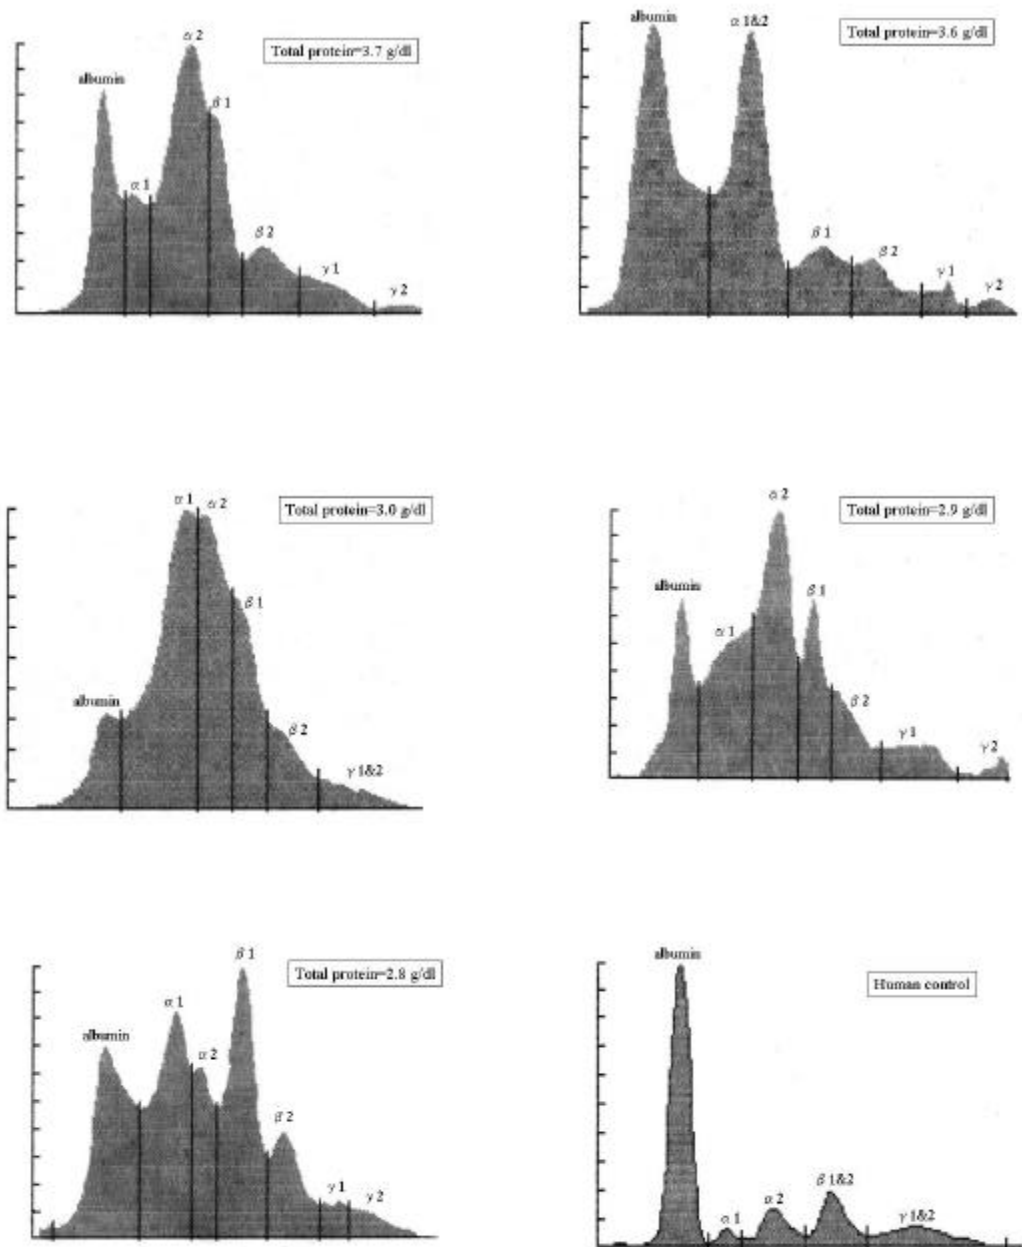 α 2
Total protein=3.7 g/dl
albumin
β 1
α 1
β 2
γ 1
γ 2
albumin
α 1&2
Total protein=3.6 g/dl
β 1
β 2
γ 1
γ 2
α 1
α 2
Total protein=3.0 g/dl
β 1
albumin
β 2
γ 1&2
α 2
Total protein=2.9 g/dl
albumin
β 1
α 1
β 2
γ 1
γ 2
β 1
Total protein=2.8 g/dl
α 1
albumin
α 2
β 2
γ 1
γ 2
albumin
Human control
β 1&2
α 2
α 1
γ 1&2